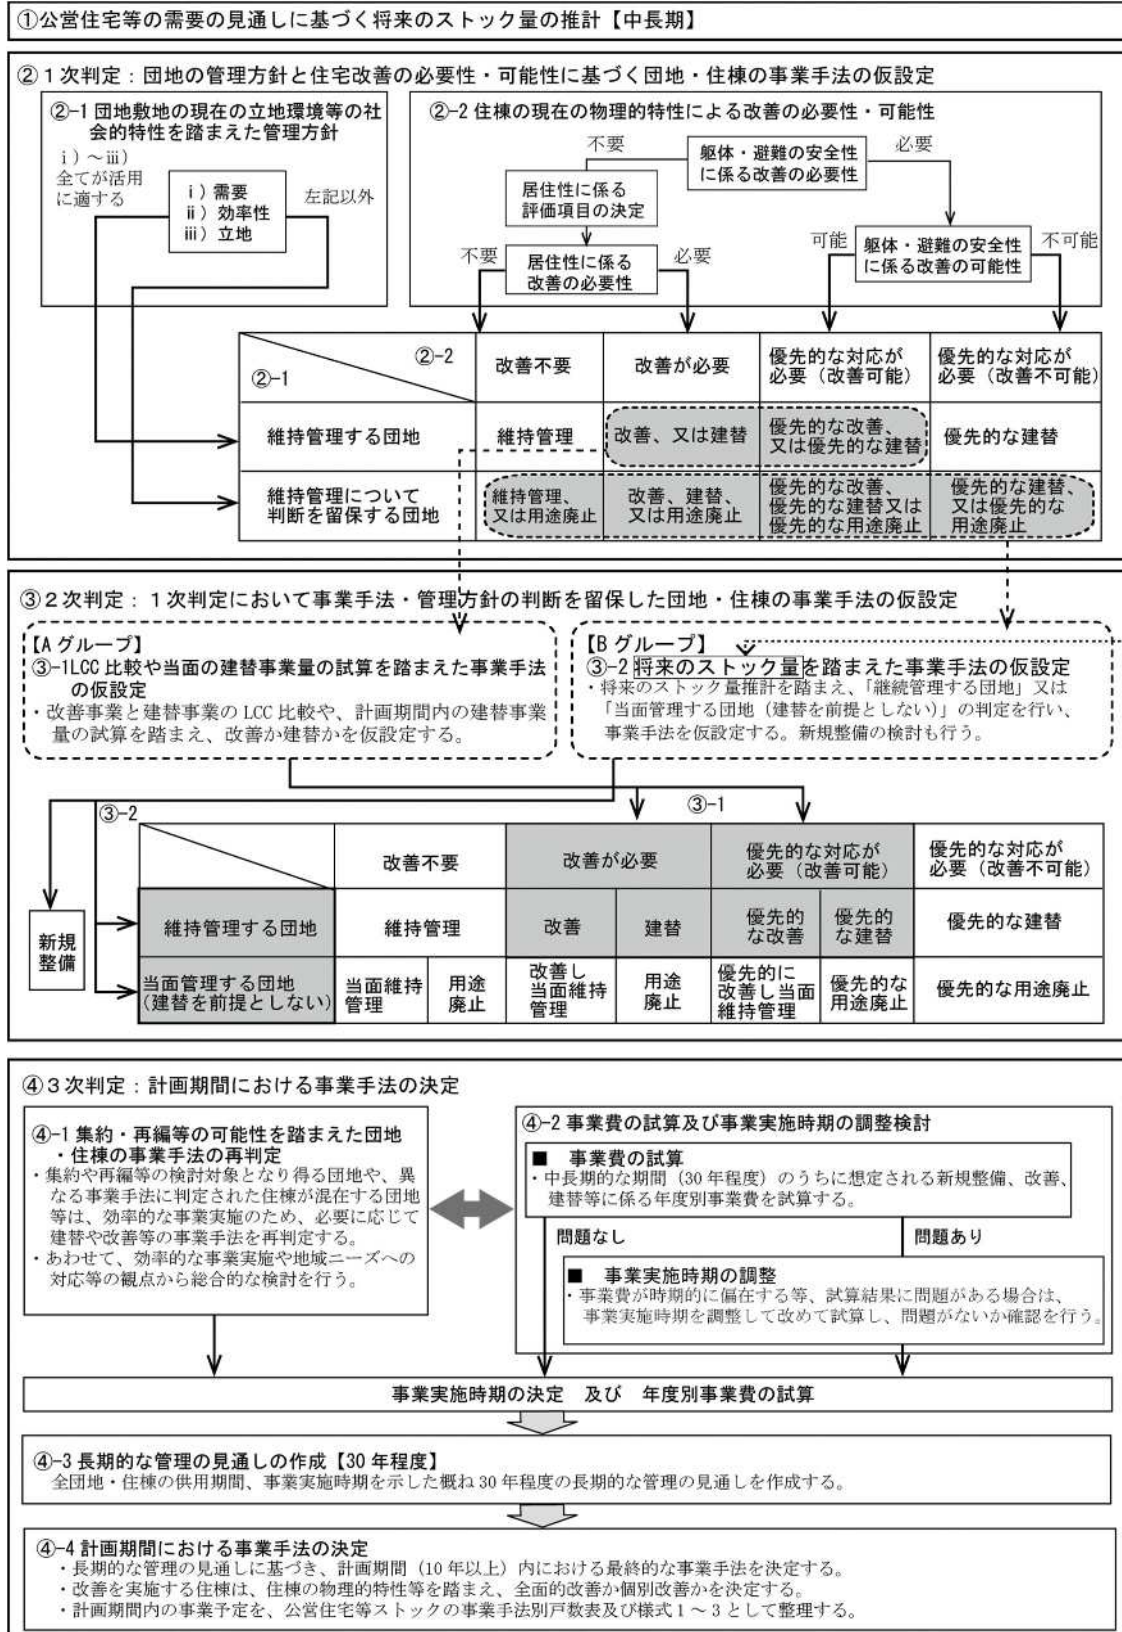 ①公営住宅等の需要の見通しに基づく将来のストック量の推計【中長期】
②１次判定：団地の管理方針と住宅改善の必要性・可能性に基づく団地・住棟の事業手法の仮設定
②-1 団地敷地の現在の立地環境等の社
会的特性を踏まえた管理方針
ⅰ）～ⅲ）
全てが活用
に適する
ⅰ）需要
ⅱ）効率性
ⅲ）立地
左記以外
②-2 住棟の現在の物理的特性による改善の必要性・可能性
不要
躯体・避難の安全性
に係る改善の必要性
必要
居住性に係る
評価項目の決定
不要
居住性に係る
改善の必要性
必要
可能
躯体・避難の安全性
に係る改善の可能性
不可能
②-2
②-1
改善不要
改善が必要
優先的な対応が
必要（改善可能）
優先的な対応が
必要（改善不可能）
維持管理する団地
維持管理
改善、又は建替
優先的な改善、
又は優先的な建替
優先的な建替
維持管理について
判断を留保する団地
維持管理、
又は用途廃止
改善、建替、
又は用途廃止
優先的な改善、
優先的な建替又は
優先的な用途廃止
優先的な建替、
又は優先的な
用途廃止
③２次判定：１次判定において事業手法・管理方針の判断を留保した団地・住棟の事業手法の仮設定
【Aグループ】
③-1LCC 比較や当面の建替事業量の試算を踏まえた事業手法
の仮設定
・改善事業と建替事業の LCC 比較や、計画期間内の建替事業
量の試算を踏まえ、改善か建替かを仮設定する。
【Bグループ】
③-2 将来のストック量を踏まえた事業手法の仮設定
・将来のストック量推計を踏まえ、「継続管理する団地」又は
「当面管理する団地（建替を前提としない）」の判定を行い、
事業手法を仮設定する。新規整備の検討も行う。
③-2
③-1
新規
整備
改善不要
改善が必要
優先的な対応が
必要（改善可能）
優先的な対応が
必要（改善不可能）
維持管理する団地
維持管理
改善
建替
優先的
な改善
優先的
な建替
優先的な建替
当面管理する団地
（建替を前提としない）
当面維持
管理
用途
廃止
改善し
当面維持
管理
用途
廃止
優先的に
改善し当面
維持管理
優先的な
用途廃止
優先的な用途廃止
④３次判定：計画期間における事業手法の決定
④-1 集約・再編等の可能性を踏まえた団地
・住棟の事業手法の再判定
・集約や再編等の検討対象となり得る団地や、異
なる事業手法に判定された住棟が混在する団地
等は、効率的な事業実施のため、必要に応じて
建替や改善等の事業手法を再判定する。
・あわせて、効率的な事業実施や地域ニーズへの
対応等の観点から総合的な検討を行う。
④-2 事業費の試算及び事業実施時期の調整検討
■ 事業費の試算
・中長期的な期間（30 年程度）のうちに想定される新規整備、改善、
建替等に係る年度別事業費を試算する。
問題なし
問題あり
■ 事業実施時期の調整
・事業費が時期的に偏在する等、試算結果に問題がある場合は、
事業実施時期を調整して改めて試算し、問題がないか確認を行う。
事業実施時期の決定　及び　年度別事業費の試算
④-3 長期的な管理の見通しの作成【30 年程度】
全団地・住棟の供用期間、事業実施時期を示した概ね 30 年程度の長期的な管理の見通しを作成する。
④-4 計画期間における事業手法の決定
・長期的な管理の見通しに基づき、計画期間（10 年以上）内における最終的な事業手法を決定する。
・改善を実施する住棟は、住棟の物理的特性等を踏まえ、全面的改善か個別改善かを決定する。
・計画期間内の事業予定を、公営住宅等ストックの事業手法別戸数表及び様式１～３として整理する。